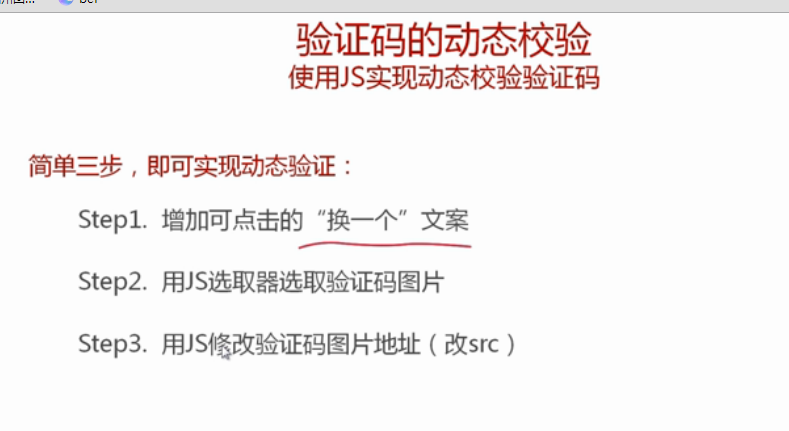 验证码的动态校验
使用JS实现动态校验验证码
简单三步，即可实现动态验证：
Step1. 增加可点击的“换一个”文案
Step2. 用JS选取器选取验证码图片
Step3. 用JS修改验证码图片地址（改src）